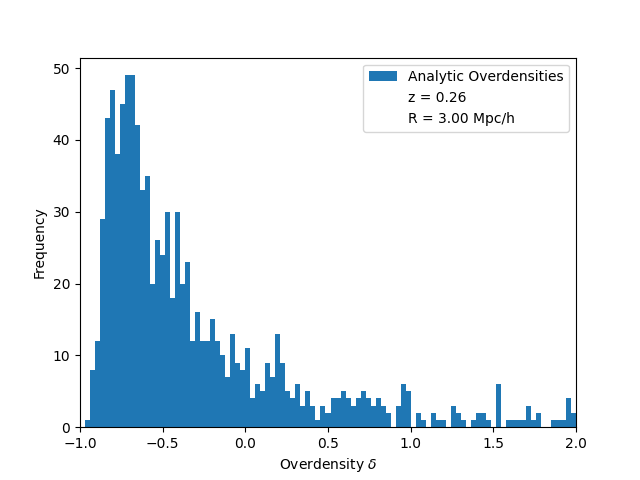 50
40
30
20
10
0
Frequency
Analytic Overdensities
z = 0.26
R = 3.00 Mpc/h
−1.0 −0.5 0.0 0.5 1.0 1.5 2.0
Overdensity δ